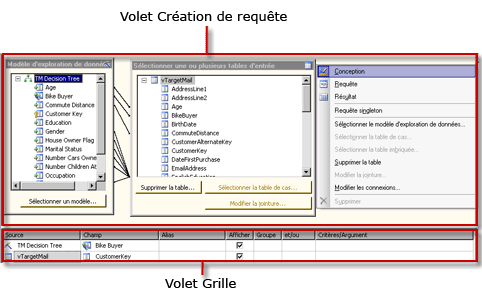 Volet Création de requête
Modèle d'exploration de donnée
TM Decision Tree
Age
Bike Buyer
Commute Distance
Customer Key
Education
Gender
House Owner Flag
Marital Status
Number Cars Owne
Number Children At
Occupation
Sélectionner un modèle...
Sélectionner une ou plusieurs tables d'entrée
vTargetMail
AddressLine1
AddressLine2
Age
BikeBuyer
BirthDate
CommuteDistance
CustomerAlternateKey
CustomerKey
DateFirstPurchase
EmailAddress
EnglishEducation
Supprimer la table...
Sélectionner la table de cas...
Modifier la jointure...
Conception
Requête
Résultat
Requête singleton
Sélectionner le modèle d'exploration de données...
Sélectionner la table de cas...
Sélectionner la table imbriquée...
Supprimer la table
Modifier la jointure...
Modifier les connexions...
Supprimer
Source Champ Alias Afficher Groupe et/ou Critères/Argument
TM Decision Tree Bike Buyer
vTargetMail CustomerKey
Volet Grille